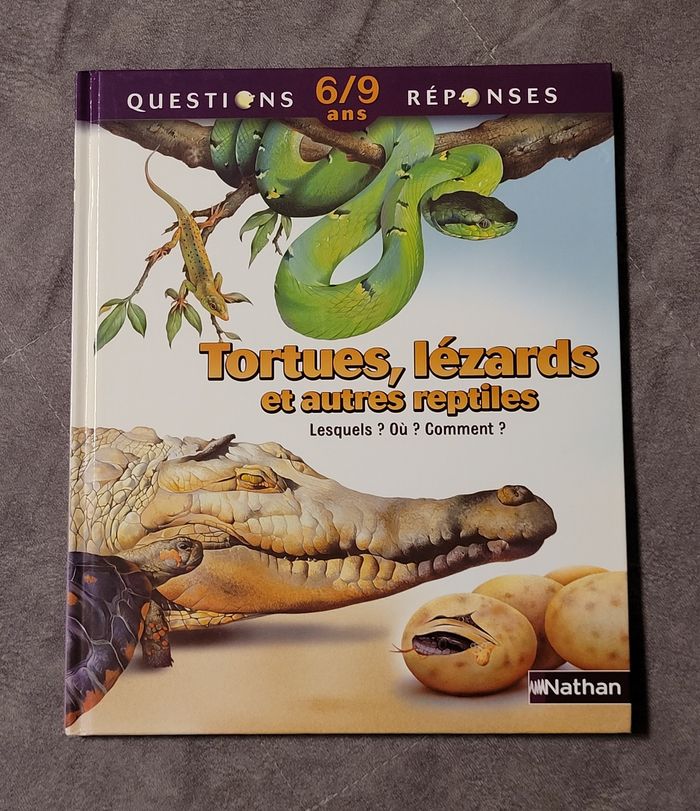 QUESTIONS 6/9 ans RÉPONSES
Tortues, lézards
et autres reptiles
Lesquels ? Où ? Comment ?
Nathan